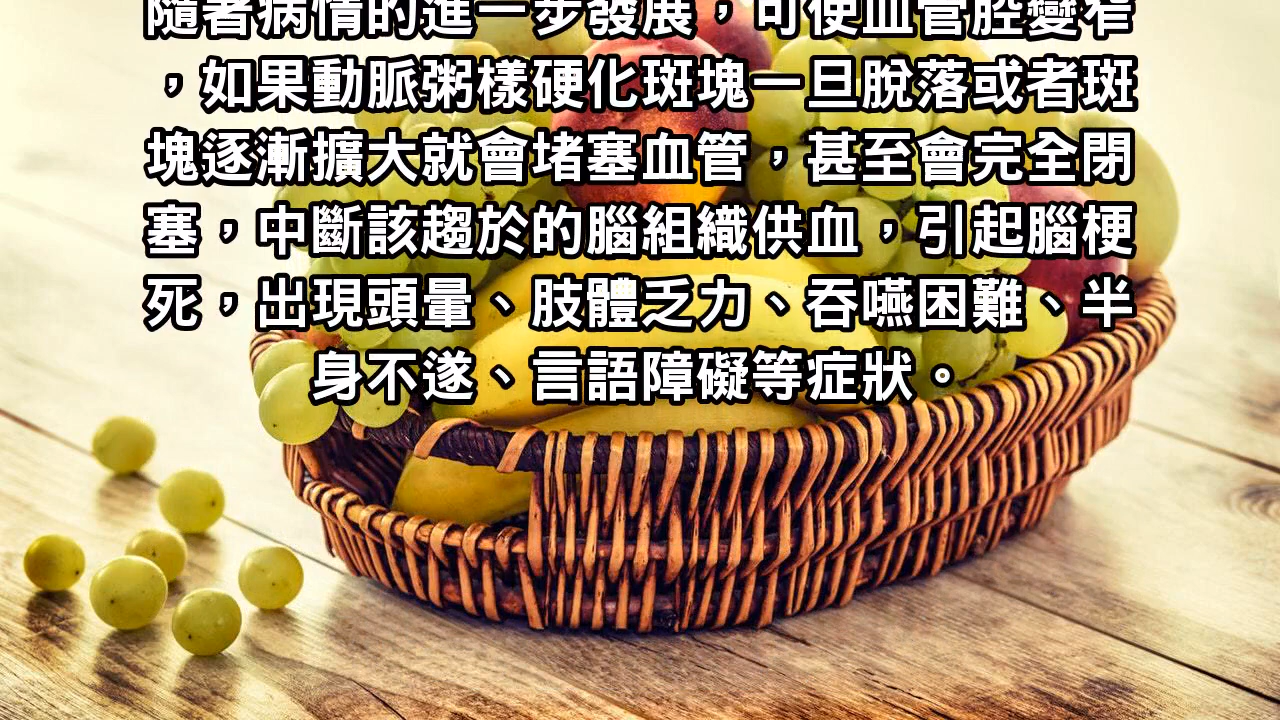 隨著病情的進一步發展，可使血管腔變窄
，如果動脈粥樣硬化斑塊一旦脫落或者斑
塊逐漸擴大就會堵塞血管，甚至會完全閉
塞，中斷該趨於的腦組織供血，引起腦梗
死，出現頭暈、肢體乏力、吞嚥困難、半
身不遂、言語障礙等症狀。